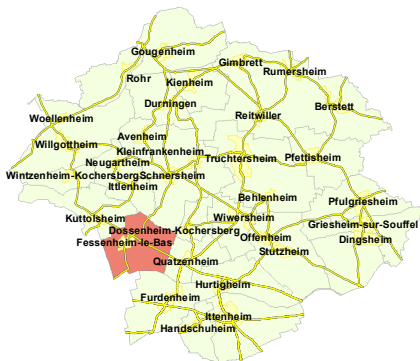 Gougenheim
Gimbrett
Rumersheim
Rohr
Kienheim
Durningen
Berstett
Reitwiller
Woellenheim
Avenheim
Willgottheim
Kleinfrankenheim
Truchtersheim
Pfettisheim
Neugartheim
Wintzenheim-Kochersberg
Schnersheim
Ittlenheim
Behlenheim
Pfulgriesheim
Kuttolsheim
Wiwersheim
Griesheim-sur-Souffel
Dossenheim-Kochersberg
Offenheim
Dingsheim
Fessenheim-le-Bas
Stutzheim
Quatzenheim
Hurtigheim
Furdenheim
Ittenheim
Handschuheim